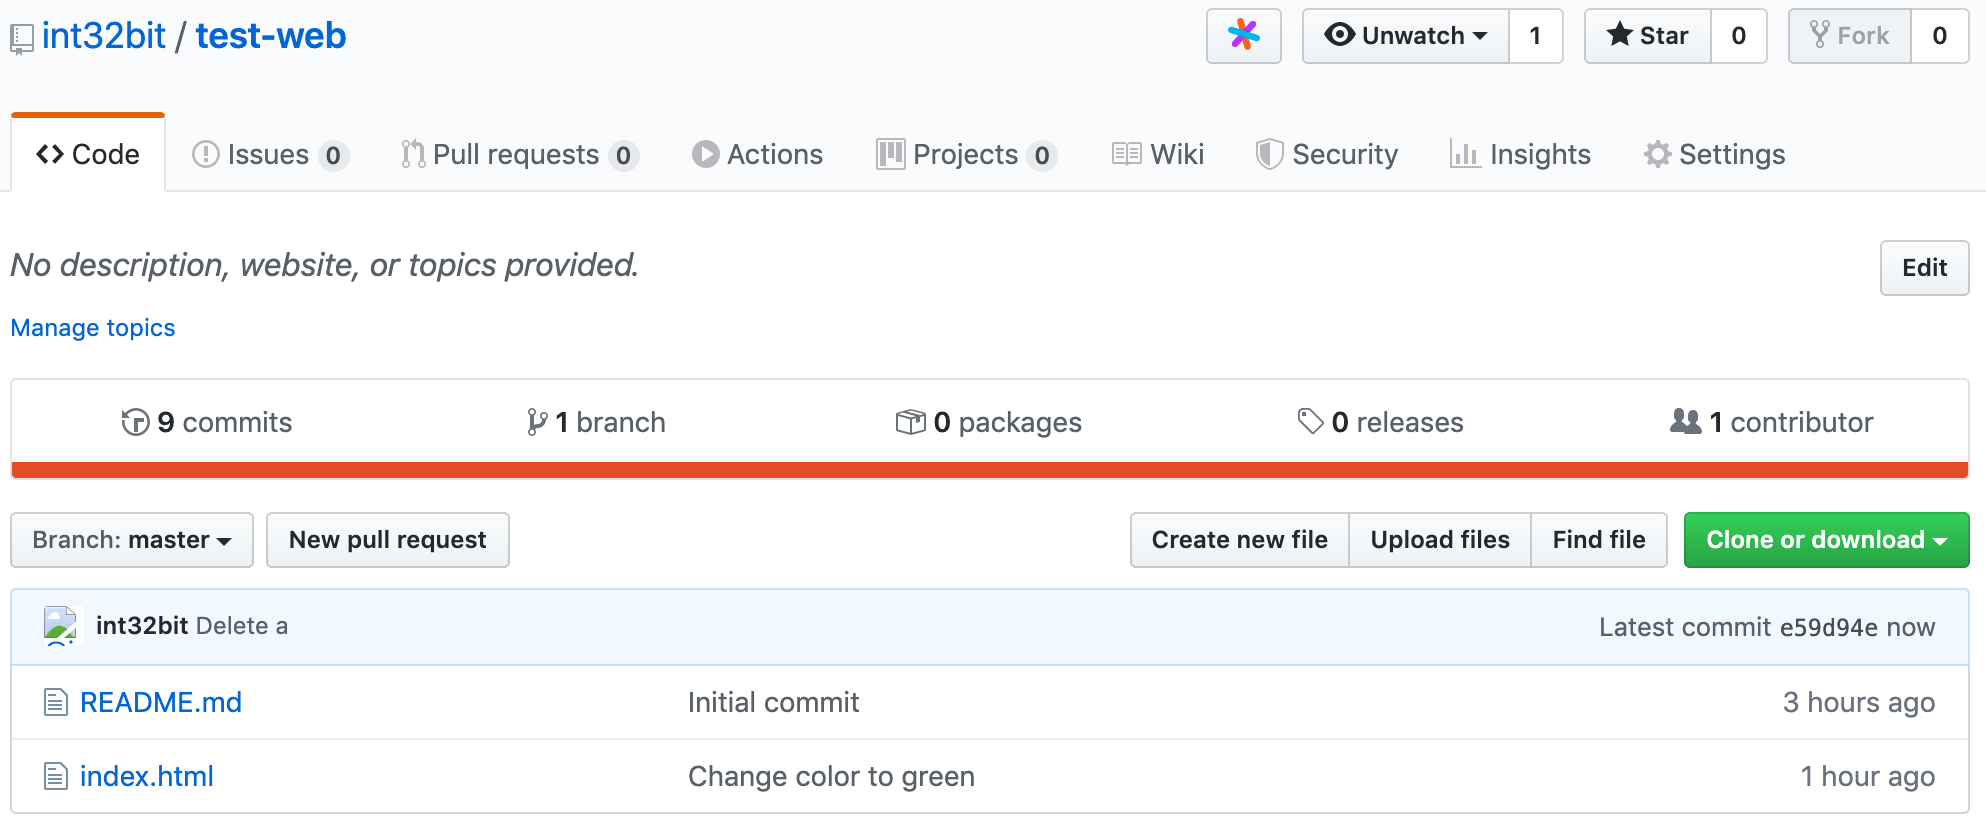 int32bit / test-web
Unwatch 1 Star 0 Fork 0
Code Issues 0 Pull requests 0 Actions Projects 0 Wiki Security Insights Settings
No description, website, or topics provided. Edit
Manage topics
9 commits 1 branch 0 packages 0 releases 1 contributor
Branch: master New pull request Create new file Upload files Find file Clone or download
int32bit Delete a Latest commit e59d94e now
README.md Initial commit 3 hours ago
index.html Change color to green 1 hour ago